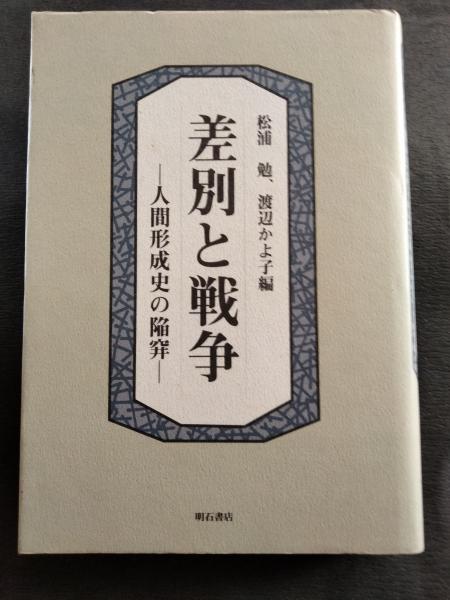 松浦 勉、渡辺かよ子編
差別と戦争
―人間形成史の陥穽―
明石書店